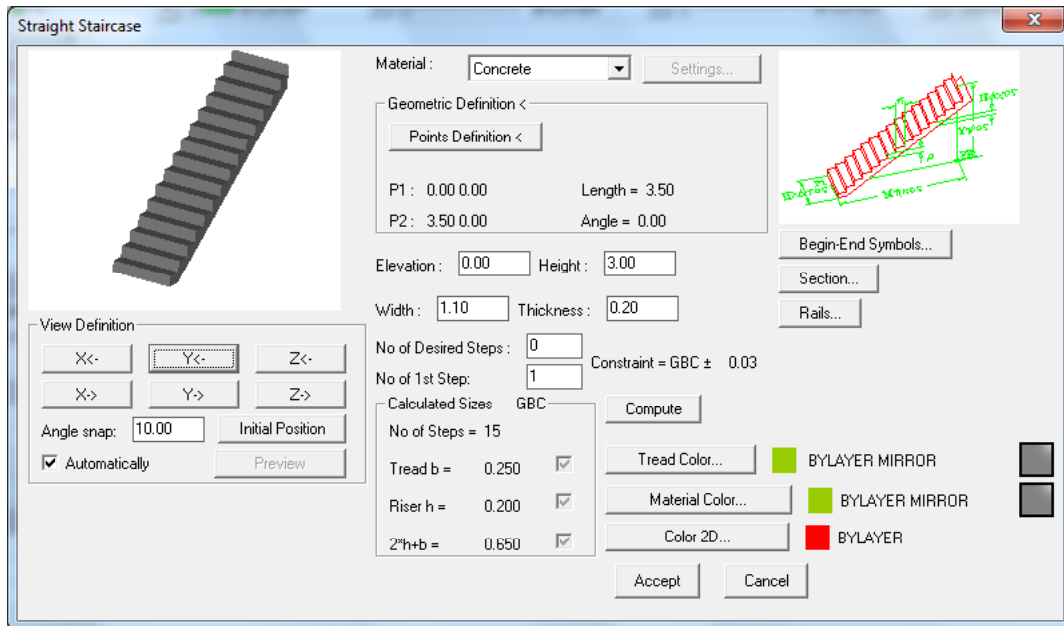 Straight Staircase
Material :
Concrete
Settings...
Geometric Definition <
Points Definition <
P1 : 0.00 0.00 Length = 3.50
P2 : 3.50 0.00 Angle = 0.00
Elevation : 0.00 Height : 3.00
Width : 1.10 Thickness : 0.20
No of Desired Steps : 0
No of 1st Step: 1
Constraint = GBC ± 0.03
Calculated Sizes GBC
No of Steps = 15
Tread b = 0.250
Riser h = 0.200
2*h+b = 0.650
Compute
View Definition
X<- Y<- Z<-
X-> Y-> Z->
Angle snap: 10.00 Initial Position
Automatically Preview
Begin-End Symbols...
Section...
Rails...
Tread Color... BYLAYER MIRROR
Material Color... BYLAYER MIRROR
Color 2D... BYLAYER
Accept Cancel